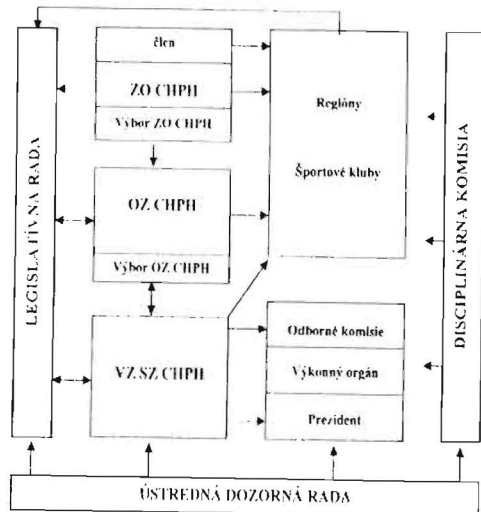 LEGISLATÍVNA RADA
člen
ZO CHPH
Výbor ZO CHPH
OZ CHPH
Výbor OZ CHPH
VZ SZ CHPH
Regióny
Športové kluby
Odborné komisie
Výkonný orgán
Prezident
DISCIPLINÁRNA KOMISIA
ÚSTREDNÁ DOZORNÁ RADA